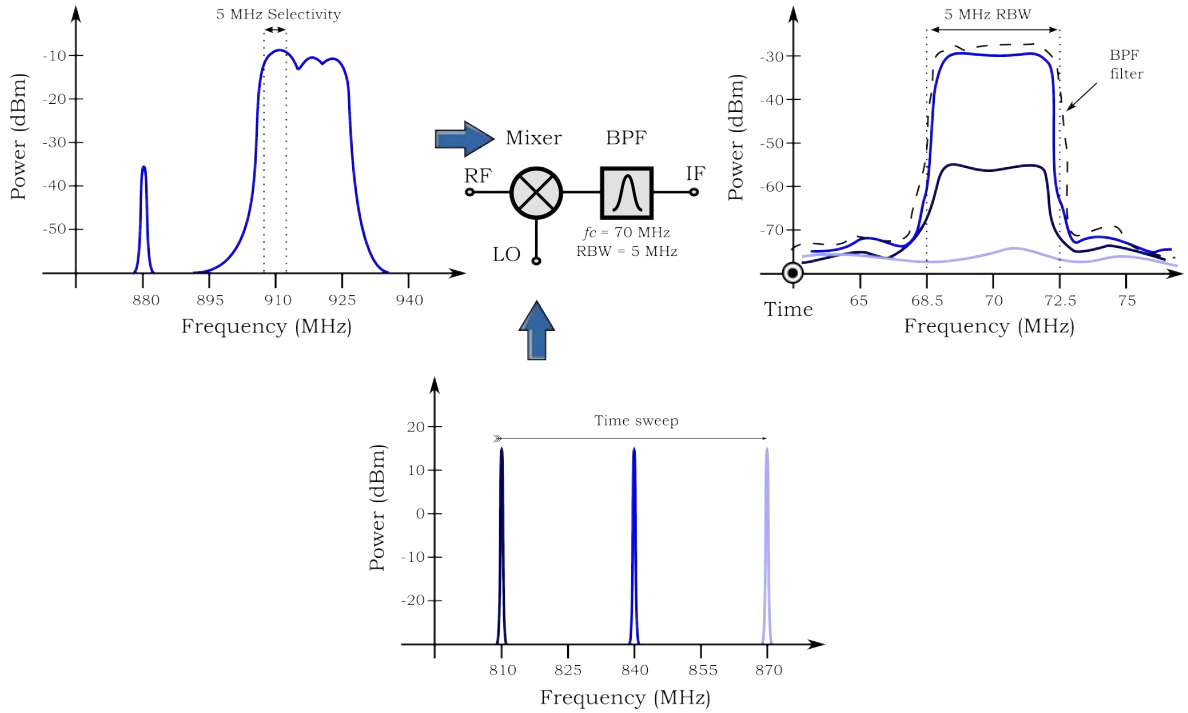 5 MHz Selectivity
Power (dBm)
-10
-20
-30
-40
-50
880 895 910 925 940
Frequency (MHz)
Mixer BPF
RF IF
LO
fc = 70 MHz
RBW = 5 MHz
5 MHz RBW
BPF
filter
Power (dBm)
-30
-40
-50
-60
-70
Time
65 68.5 70 72.5 75
Frequency (MHz)
Time sweep
Power (dBm)
20
10
0
-10
-20
810 825 840 855 870
Frequency (MHz)